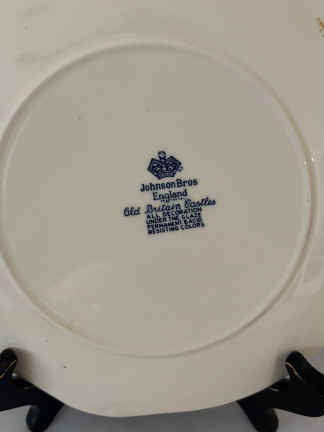 Johnson Bros
England
Old Britain Castles
ALL DECORATION
UNDER THE GLAZE
PERMANENT & ACID
RESISTING COLORS